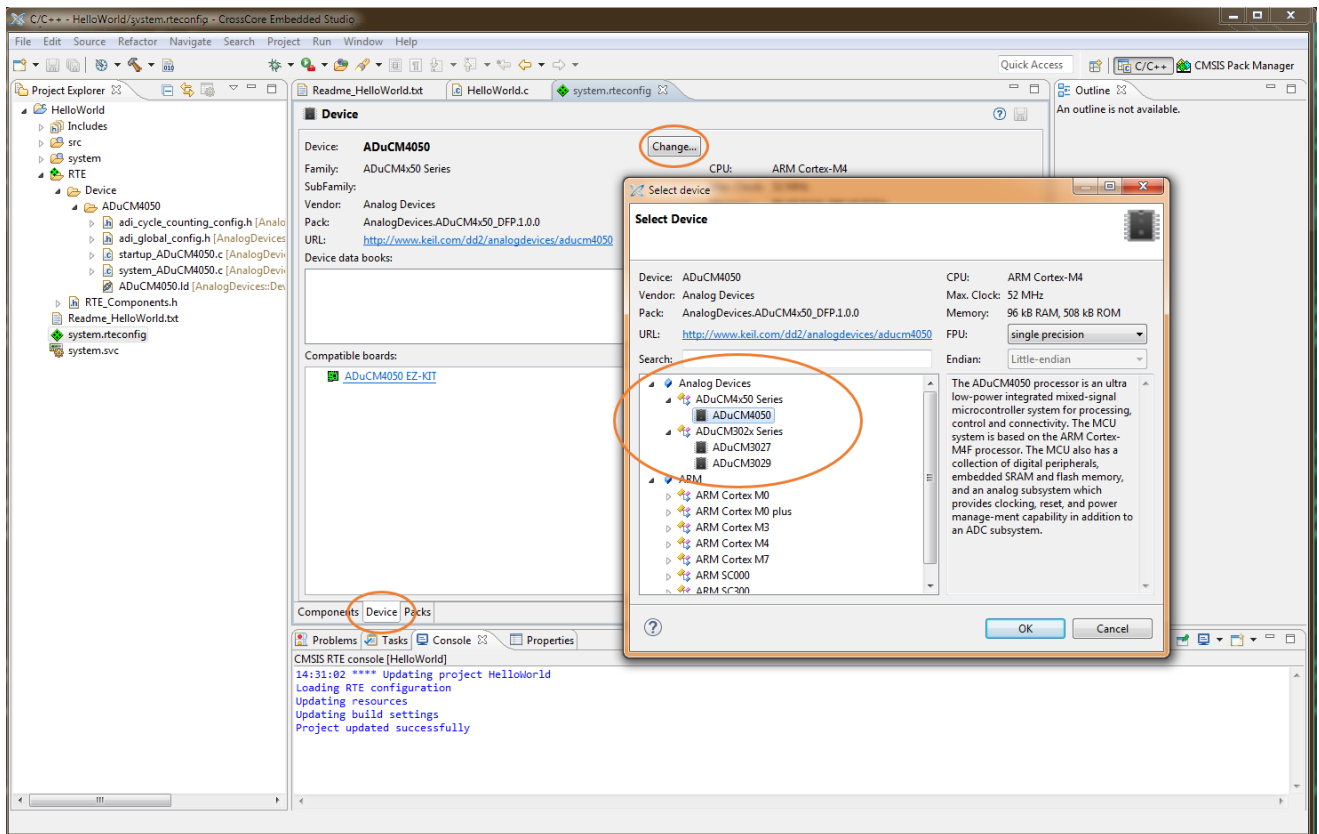 C/C++ - HelloWorld/system.rteconfig - CrossCore Embedded Studio
File Edit Source Refactor Navigate Search Project Run Window Help
Quick Access
C/C++
CMSIS Pack Manager
Project Explorer
HelloWorld
Includes
src
system
RTE
Device
ADuCM4050
adi_cycle_counting_config.h [Analo
adi_global_config.h [AnalogDevices
startup_ADuCM4050.c [AnalogDevi
system_ADuCM4050.c [AnalogDevi
ADuCM4050.ld [AnalogDevices::De
RTE_Components.h
Readme_HelloWorld.txt
system.rteconfig
system.svc
Readme_HelloWorld.txt
HelloWorld.c
system.rteconfig
Device
Device: ADuCM4050
Change...
Family: ADuCM4x50 Series
CPU: ARM Cortex-M4
SubFamily:
Vendor: Analog Devices
Pack: AnalogDevices.ADuCM4x50_DFP.1.0.0
URL: http://www.keil.com/dd2/analogdevices/aducm4050
Device data books:
Compatible boards:
ADuCM4050 EZ-KIT
Components Device Packs
Outline
An outline is not available.
Select device
Select Device
Device: ADuCM4050
Vendor: Analog Devices
Pack: AnalogDevices.ADuCM4x50_DFP.1.0.0
URL: http://www.keil.com/dd2/analogdevices/aducm4050
Search:
CPU: ARM Cortex-M4
Max. Clock: 52 MHz
Memory: 96 kB RAM, 508 kB ROM
FPU: single precision
Endian: Little-endian
Analog Devices
ADuCM4x50 Series
ADuCM4050
ADuCM302x Series
ADuCM3027
ADuCM3029
ARM
ARM Cortex M0
ARM Cortex M0 plus
ARM Cortex M3
ARM Cortex M4
ARM Cortex M7
ARM SC000
ARM SC300
The ADuCM4050 processor is an ultra
low-power integrated mixed-signal
microcontroller system for processing,
control and connectivity. The MCU
system is based on the ARM Cortex-
M4F processor. The MCU also has a
collection of digital peripherals,
embedded SRAM and flash memory,
and an analog subsystem which
provides clocking, reset, and power
manage-ment capability in addition to
an ADC subsystem.
OK
Cancel
Problems Tasks Console Properties
CMSIS RTE console [HelloWorld]
14:31:02 **** Updating project HelloWorld
Loading RTE configuration
Updating resources
Updating build settings
Project updated successfully